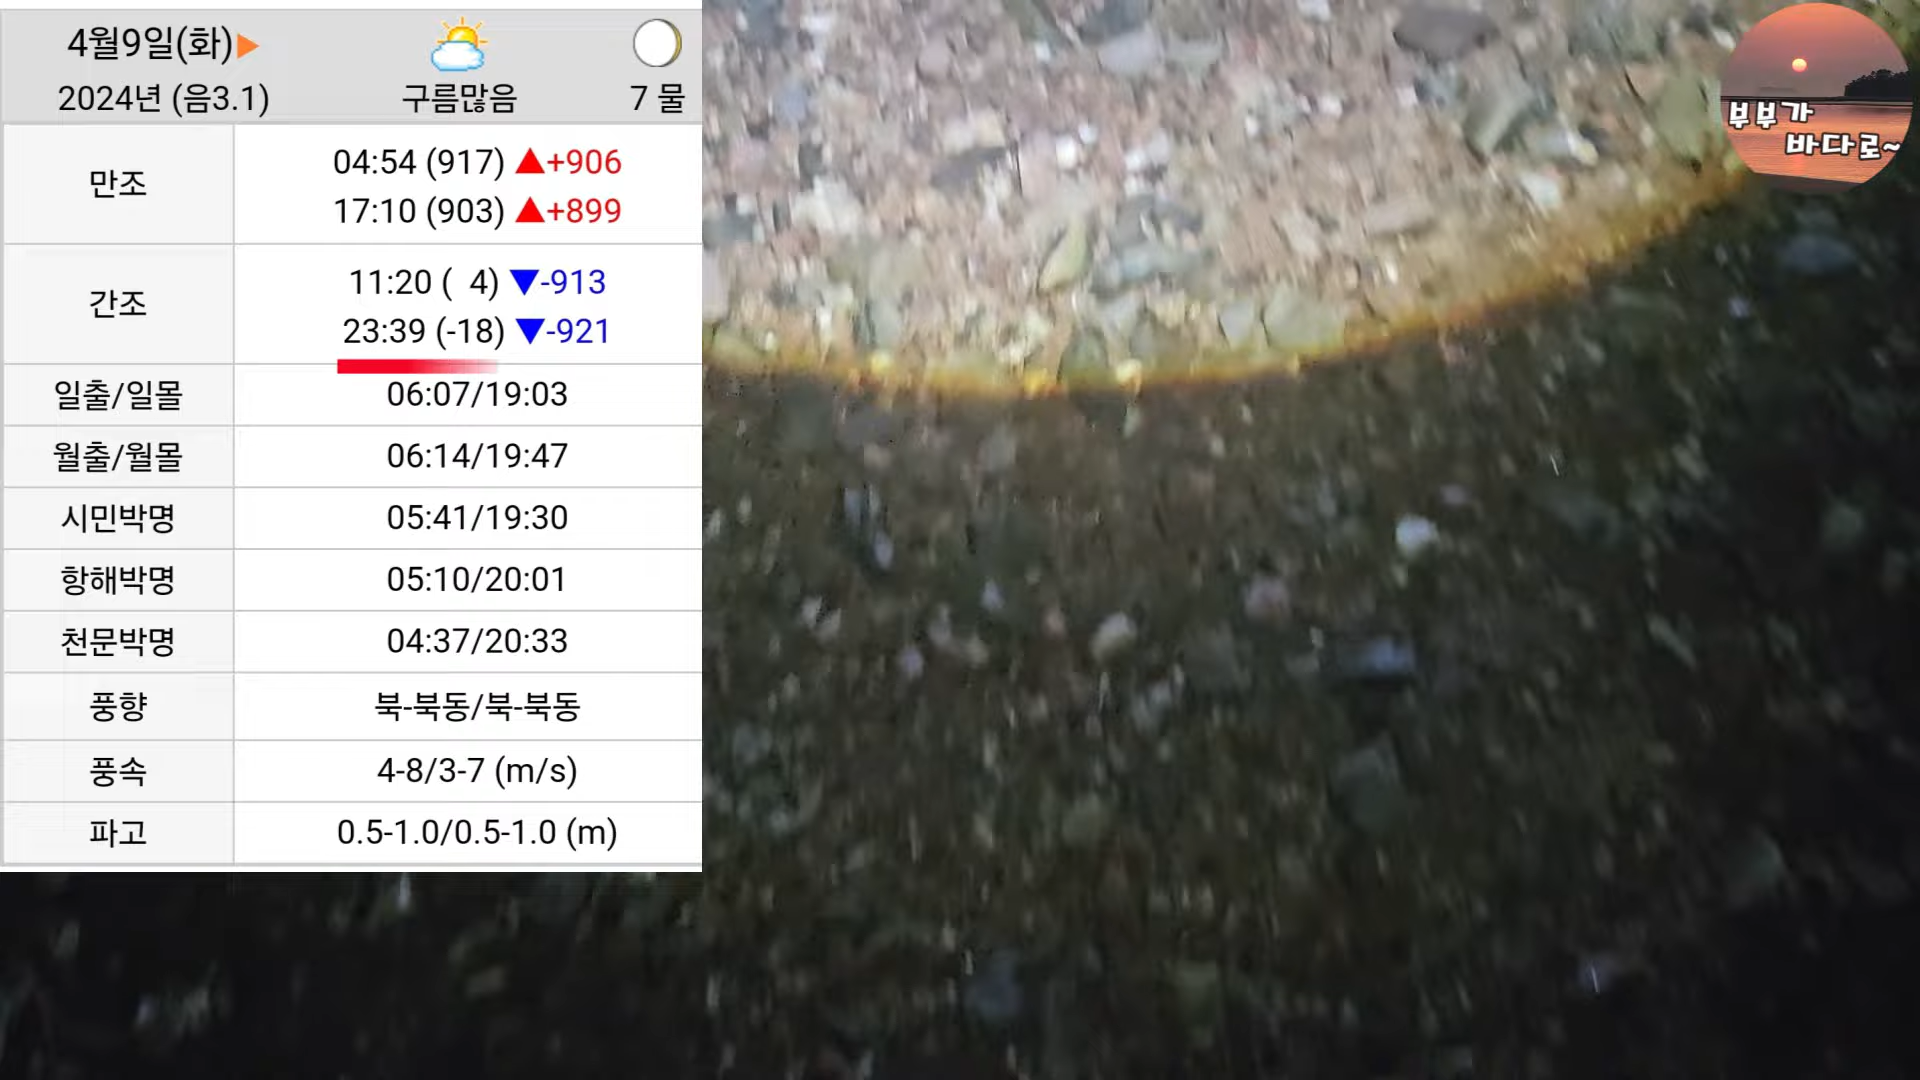 4월9일(화)▶
2024년 (음3.1)
구름많음
7 물
만조
04:54 (917) ▲+906
17:10 (903) ▲+899
간조
11:20 ( 4) ▼-913
23:39 (-18) ▼-921
일출/일몰
06:07/19:03
월출/월몰
06:14/19:47
시민박명
05:41/19:30
항해박명
05:10/20:01
천문박명
04:37/20:33
풍향
북-북동/북-북동
풍속
4-8/3-7 (m/s)
파고
0.5-1.0/0.5-1.0 (m)
부부가
바다로~